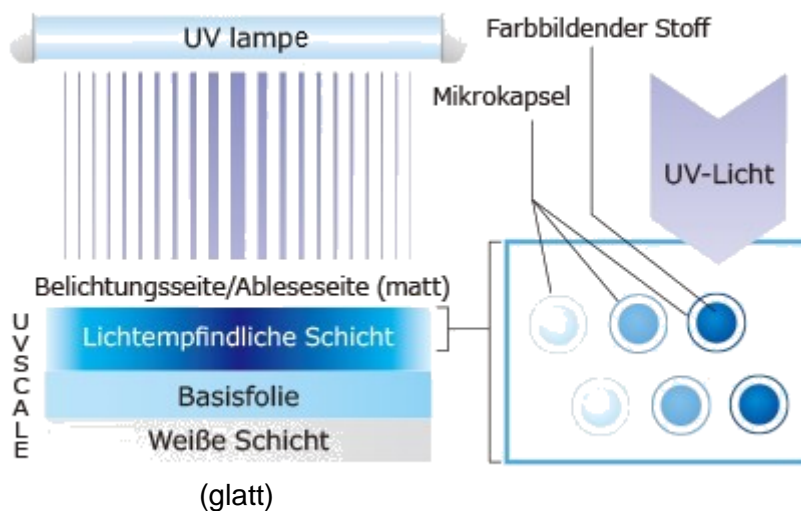 UV lampe
Farbbildender Stoff
Mikrokapsel
UV-Licht
Belichtungsseite/Ableseseite (matt)
UVSCALE
Lichtempfindliche Schicht
Basisfolie
Weiße Schicht
(glatt)